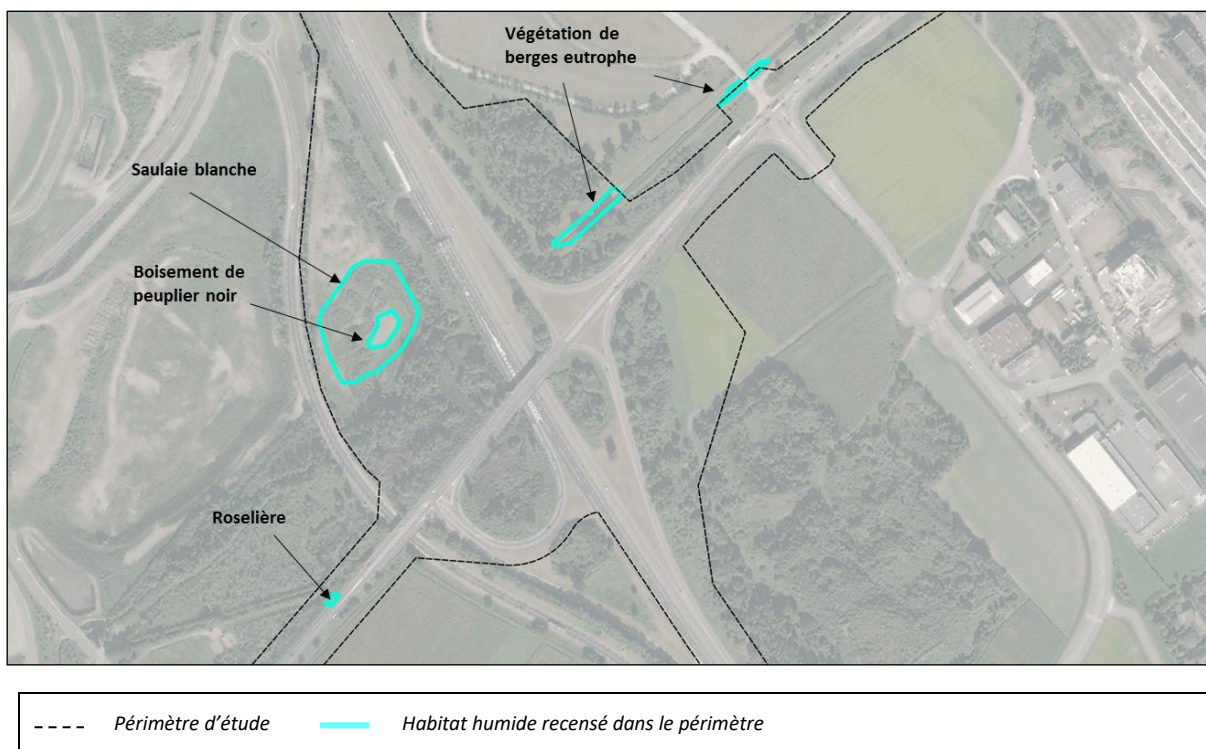 Végétation de
berges eutrophe
Saulaie blanche
Boisement de
peuplier noir
Roselière
Périmètre d’étude
Habitat humide recensé dans le périmètre